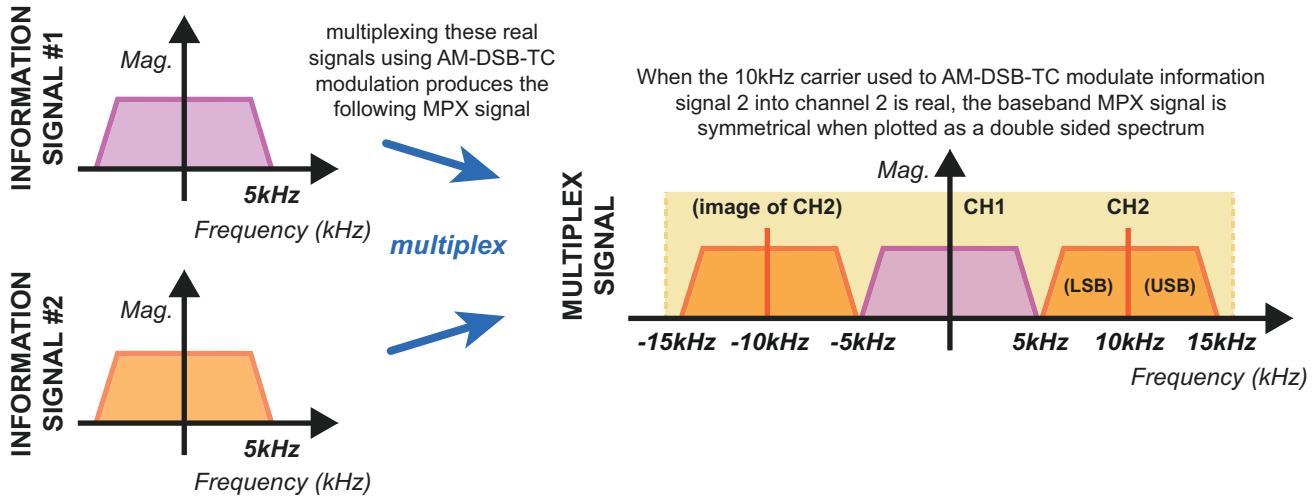 INFORMATION
SIGNAL #1
Mag.
5kHz
Frequency (kHz)
multiplexing these real
signals using AM-DSB-TC
modulation produces the
following MPX signal
multiplex
INFORMATION
SIGNAL #2
Mag.
5kHz
Frequency (kHz)
When the 10kHz carrier used to AM-DSB-TC modulate information
signal 2 into channel 2 is real, the baseband MPX signal is
symmetrical when plotted as a double sided spectrum
MULTIPLEX
SIGNAL
Mag.
(image of CH2)
CH1
CH2
(LSB)
(USB)
-15kHz
-10kHz
-5kHz
5kHz
10kHz
15kHz
Frequency (kHz)